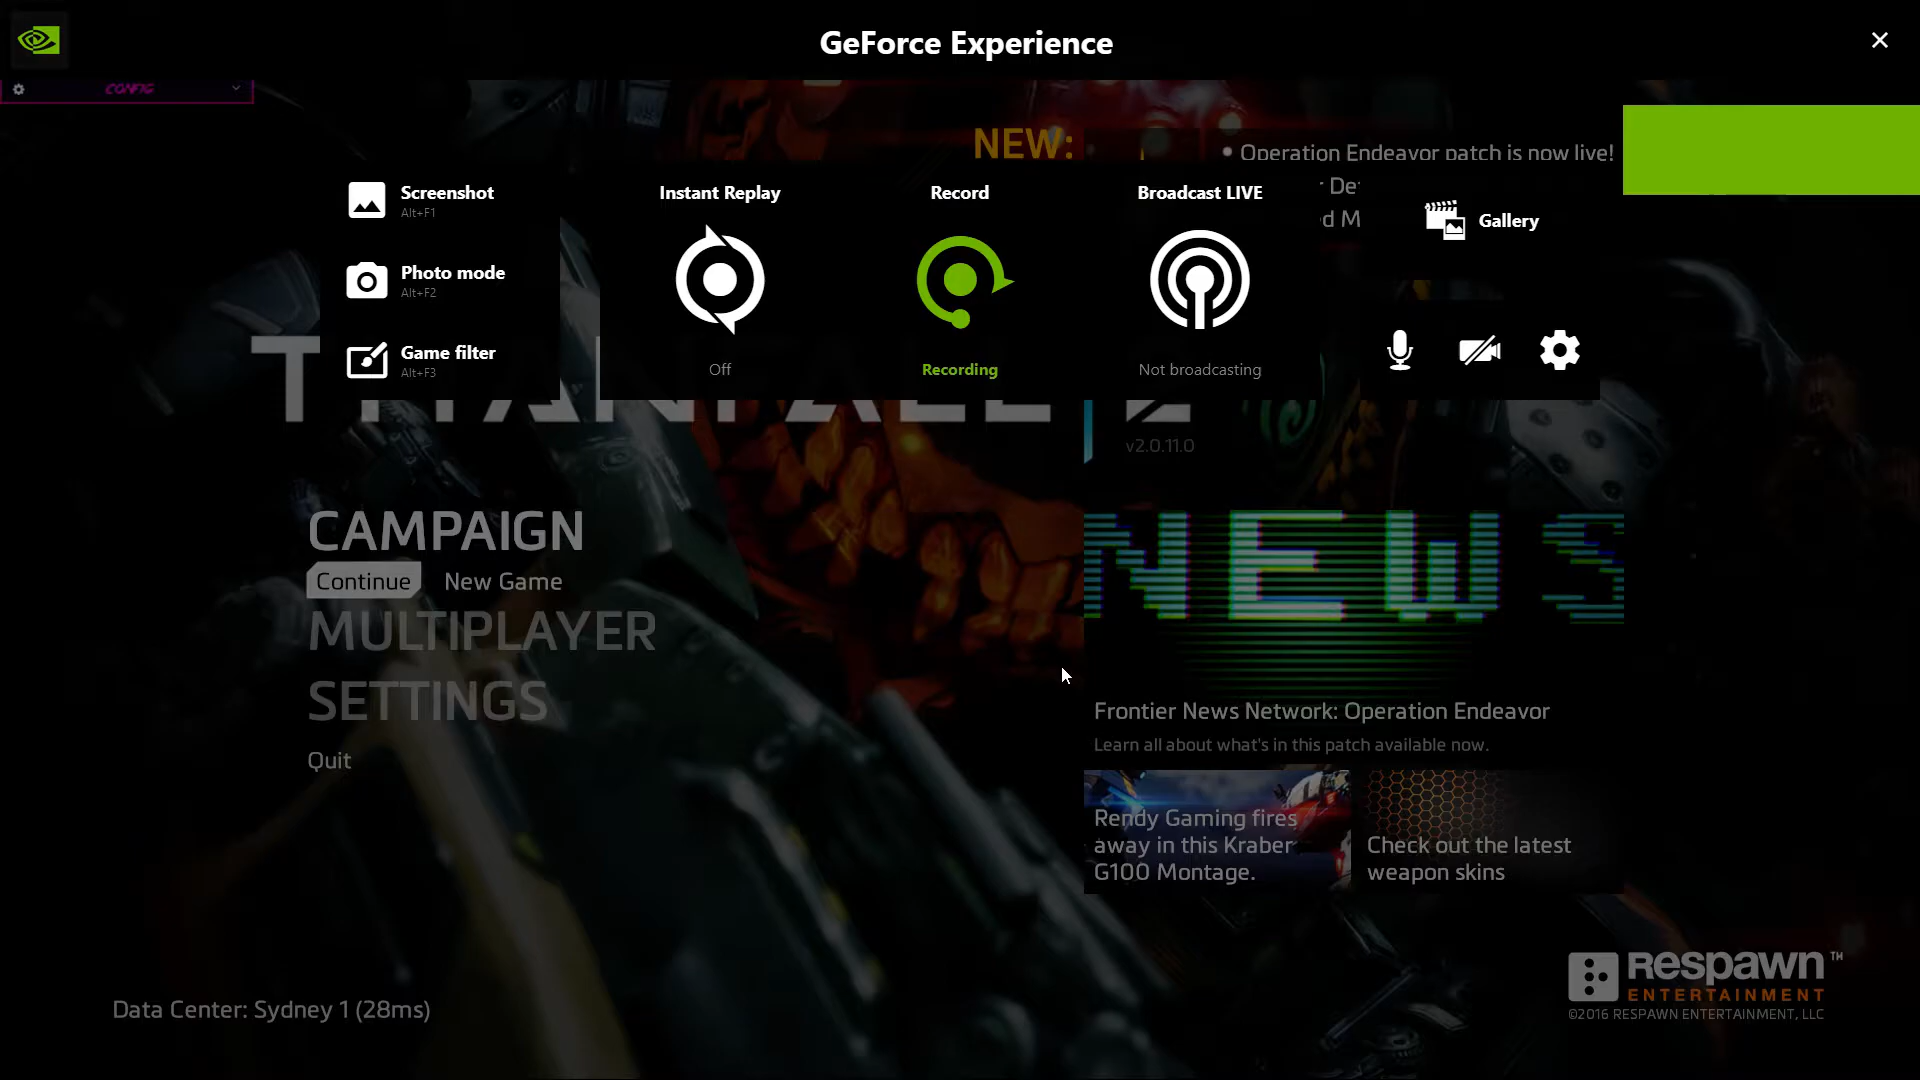 GeForce Experience
CONFIG
NEW:
Operation Endeavor patch is now live!
Screenshot
Alt+F1
Instant Replay
Record
Broadcast LIVE
Gallery
Photo mode
Alt+F2
Game filter
Alt+F3
Off
Recording
Not broadcasting
TITANFALL 2
v2.0.11.0
CAMPAIGN
Continue New Game
MULTIPLAYER
SETTINGS
Quit
NEWS
Frontier News Network: Operation Endeavor
Learn all about what's in this patch available now.
Rendy Gaming fires
away in this Kraber
G100 Montage.
Check out the latest
weapon skins
Respawn™
ENTERTAINMENT
©2016 RESPAWN ENTERTAINMENT, LLC
Data Center: Sydney 1 (28ms)